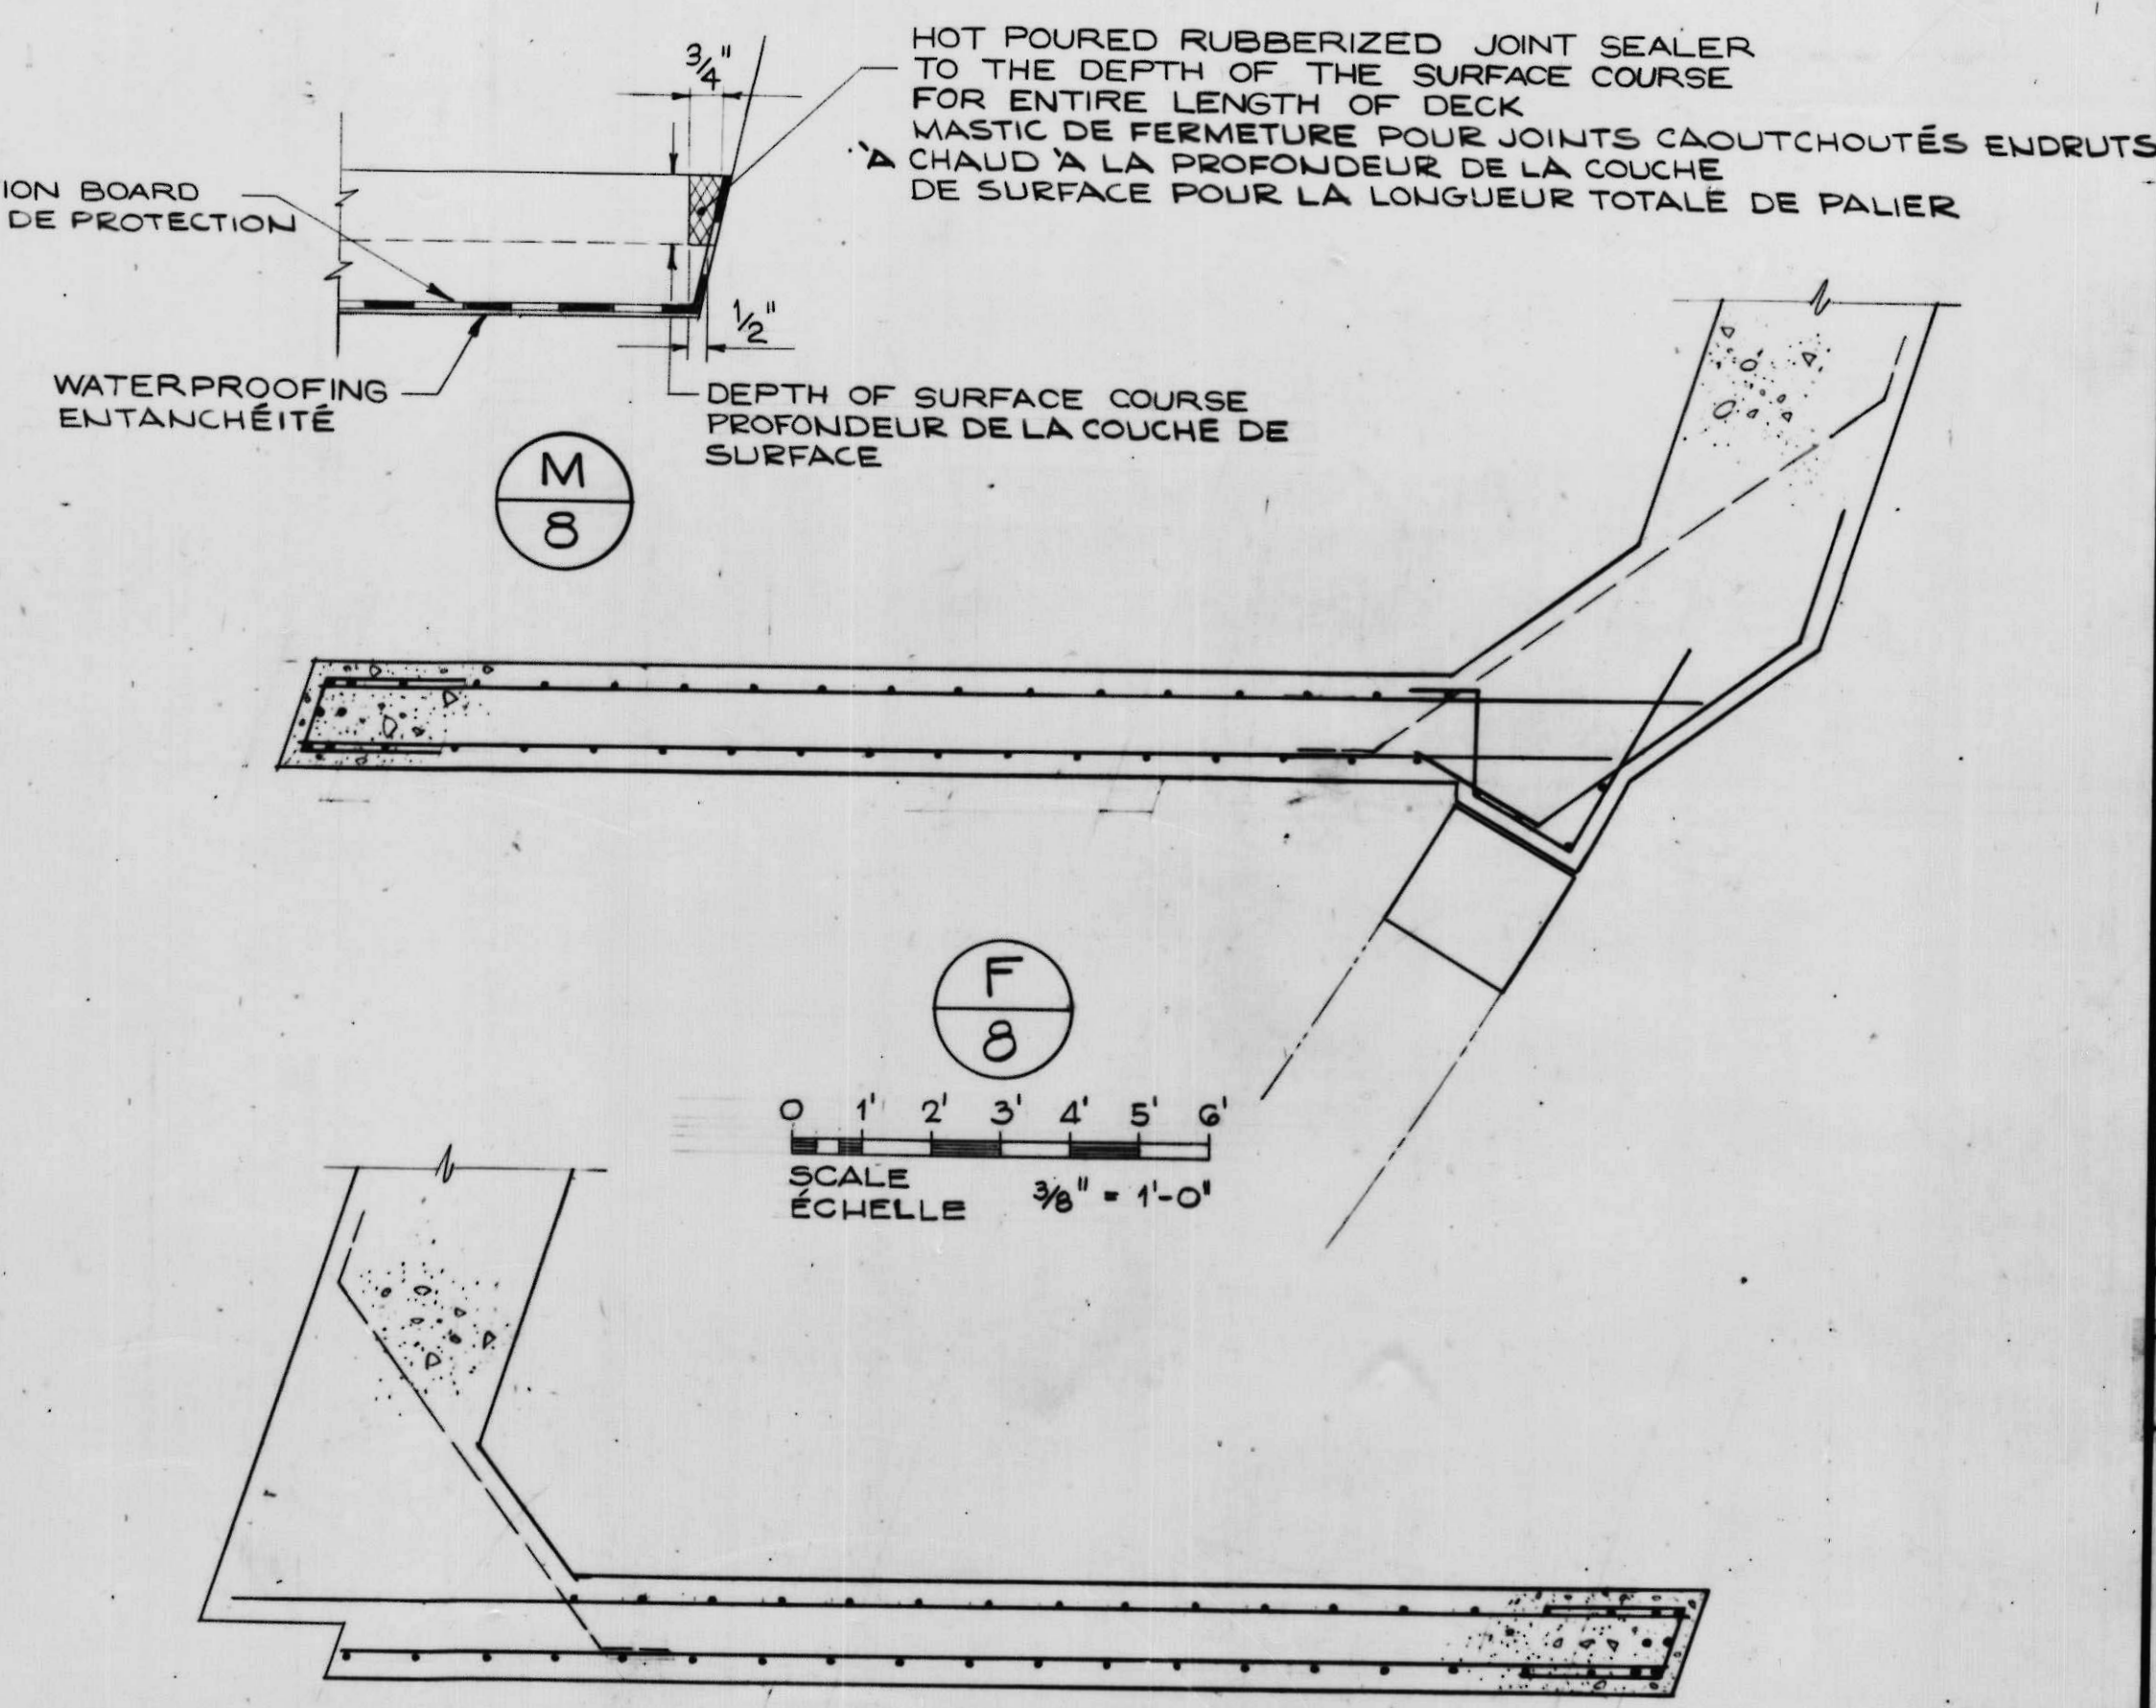 3/4"
HOT POURED RUBBERIZED JOINT SEALER
TO THE DEPTH OF THE SURFACE COURSE
FOR ENTIRE LENGTH OF DECK
MASTIC DE FERMETURE POUR JOINTS CAOUTCHOUTÉS ENDRUTS
À CHAUD À LA PROFONDEUR DE LA COUCHE
DE SURFACE POUR LA LONGUEUR TOTALE DE PALIER
ION BOARD
DE PROTECTION
1/2"
WATERPROOFING
ENTANCHÉITÉ
DEPTH OF SURFACE COURSE
PROFONDEUR DE LA COUCHE DE
SURFACE
M
8
F
8
0 1' 2' 3' 4' 5' 6'
SCALE
ÉCHELLE 3/8" = 1'-0"